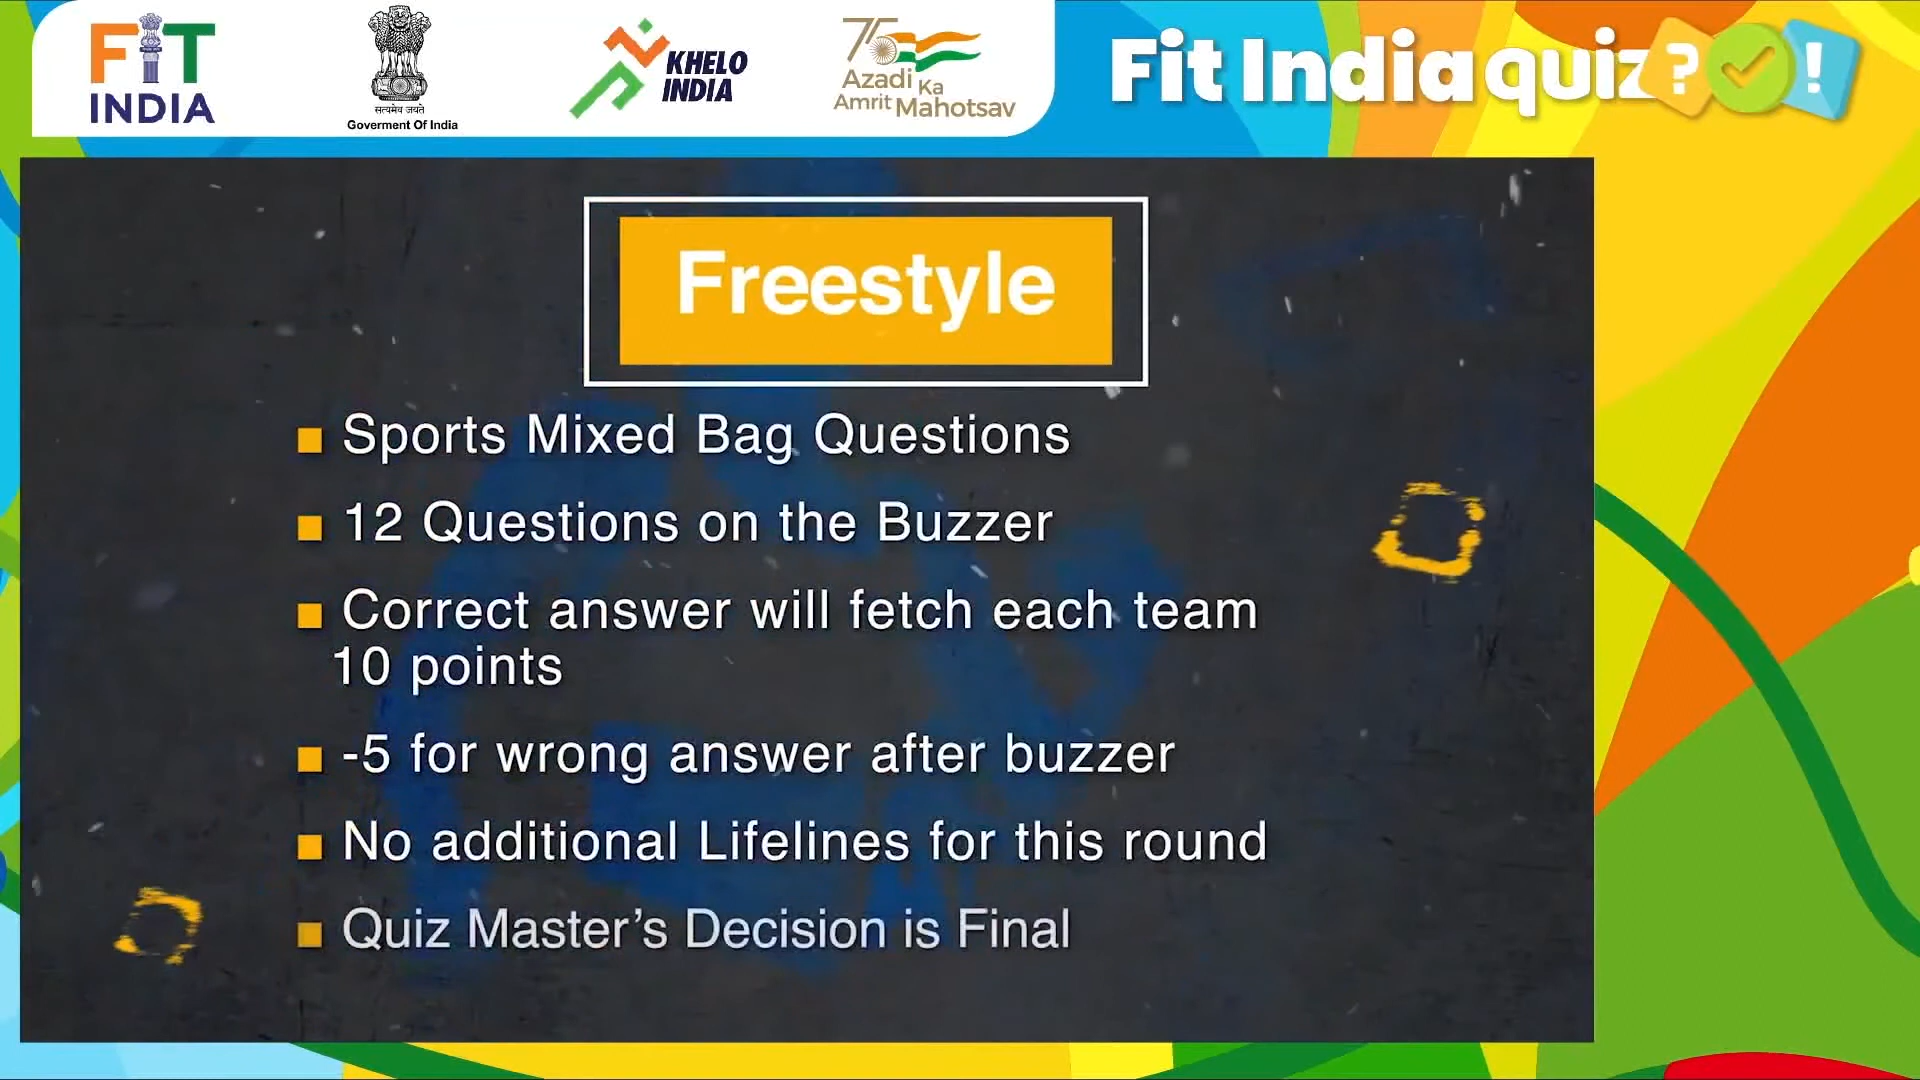 FIT
INDIA
सत्यमेव जयते
Goverment Of India
KHELO
INDIA
75
Azadi Ka
Amrit Mahotsav
Fit India quiz ? !
Freestyle
Sports Mixed Bag Questions
12 Questions on the Buzzer
Correct answer will fetch each team
10 points
-5 for wrong answer after buzzer
No additional Lifelines for this round
Quiz Master’s Decision is Final